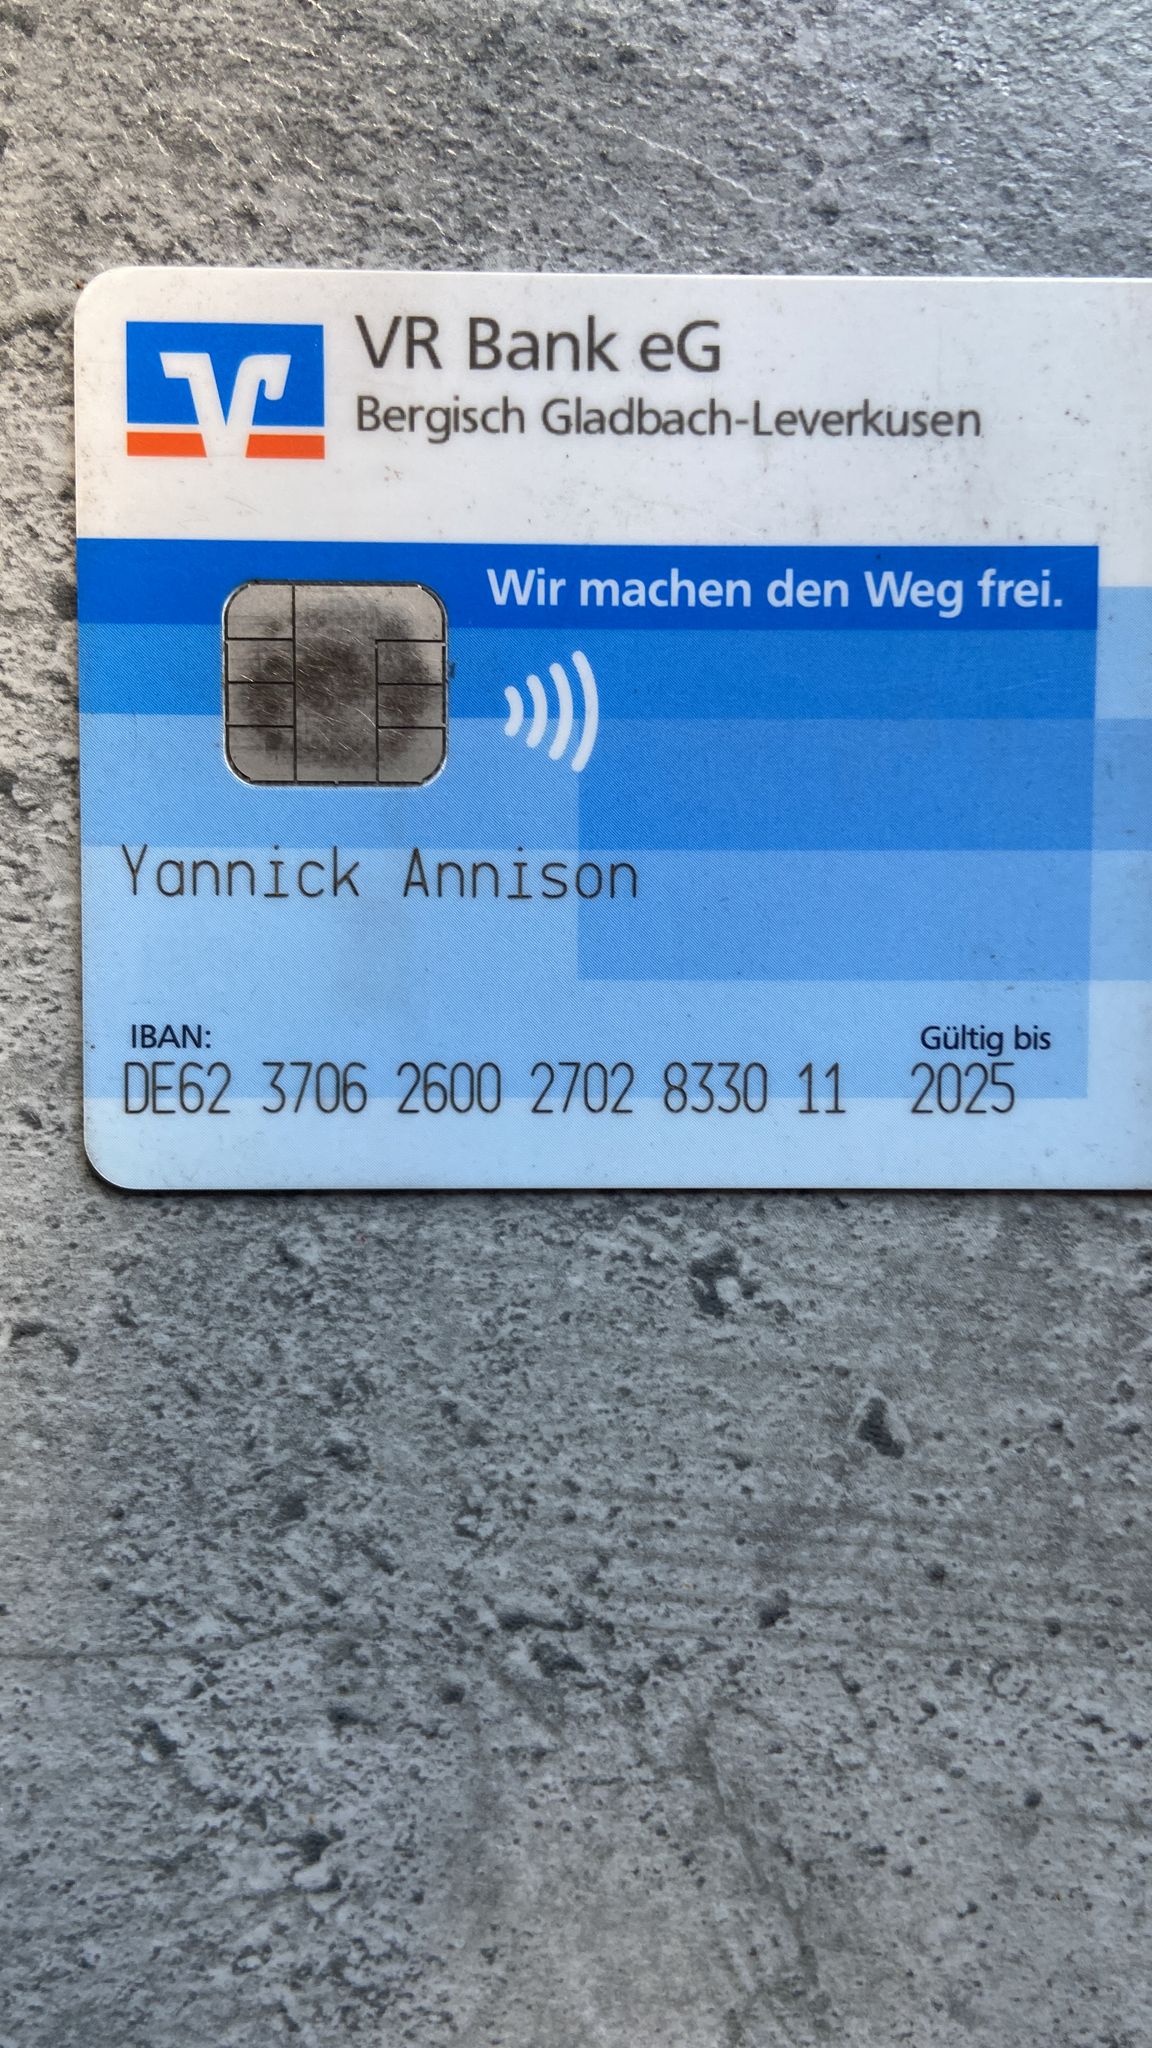 VR Bank eG
Bergisch Gladbach-Leverkusen
Wir machen den Weg frei.
Yannick Annison
IBAN: Gültig bis
DE62 3706 2600 2702 8330 11 2025